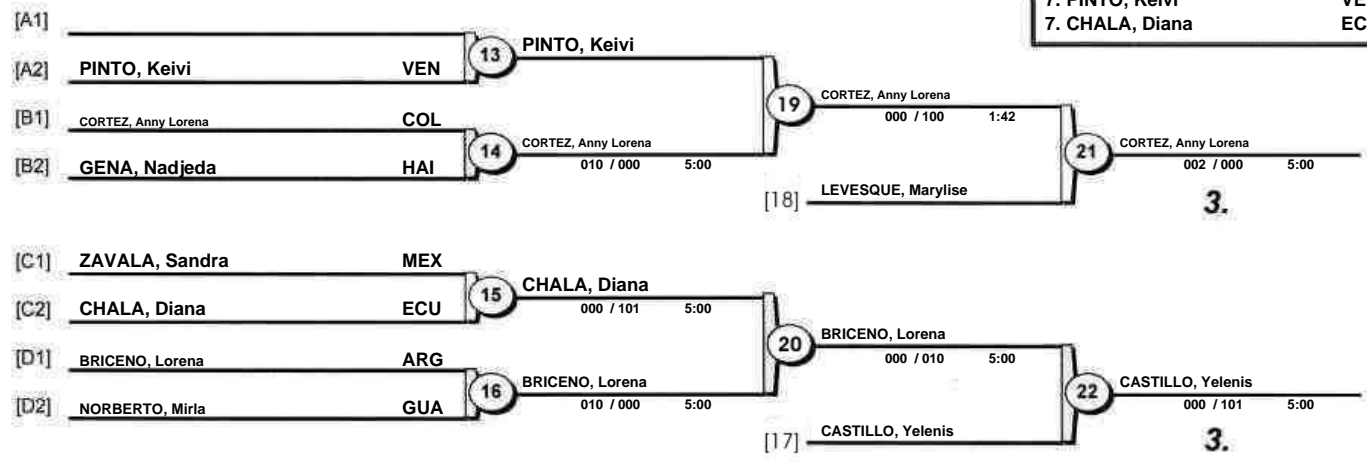 7. PINTO, Keivi VE
7. CHALA, Diana EC
[A1]
13 PINTO, Keivi
[A2] PINTO, Keivi VEN
19 CORTEZ, Anny Lorena
000 / 100 1:42
[B1] CORTEZ, Anny Lorena COL
14 CORTEZ, Anny Lorena
010 / 000 5:00
21 CORTEZ, Anny Lorena
002 / 000 5:00
[B2] GENA, Nadjeda HAI
[18] LEVESQUE, Marylise
3.
[C1] ZAVALA, Sandra MEX
15 CHALA, Diana
000 / 101 5:00
[C2] CHALA, Diana ECU
20 BRICENO, Lorena
000 / 010 5:00
[D1] BRICENO, Lorena ARG
16 BRICENO, Lorena
010 / 000 5:00
22 CASTILLO, Yelenis
000 / 101 5:00
[D2] NORBERTO, Mirla GUA
[17] CASTILLO, Yelenis
3.